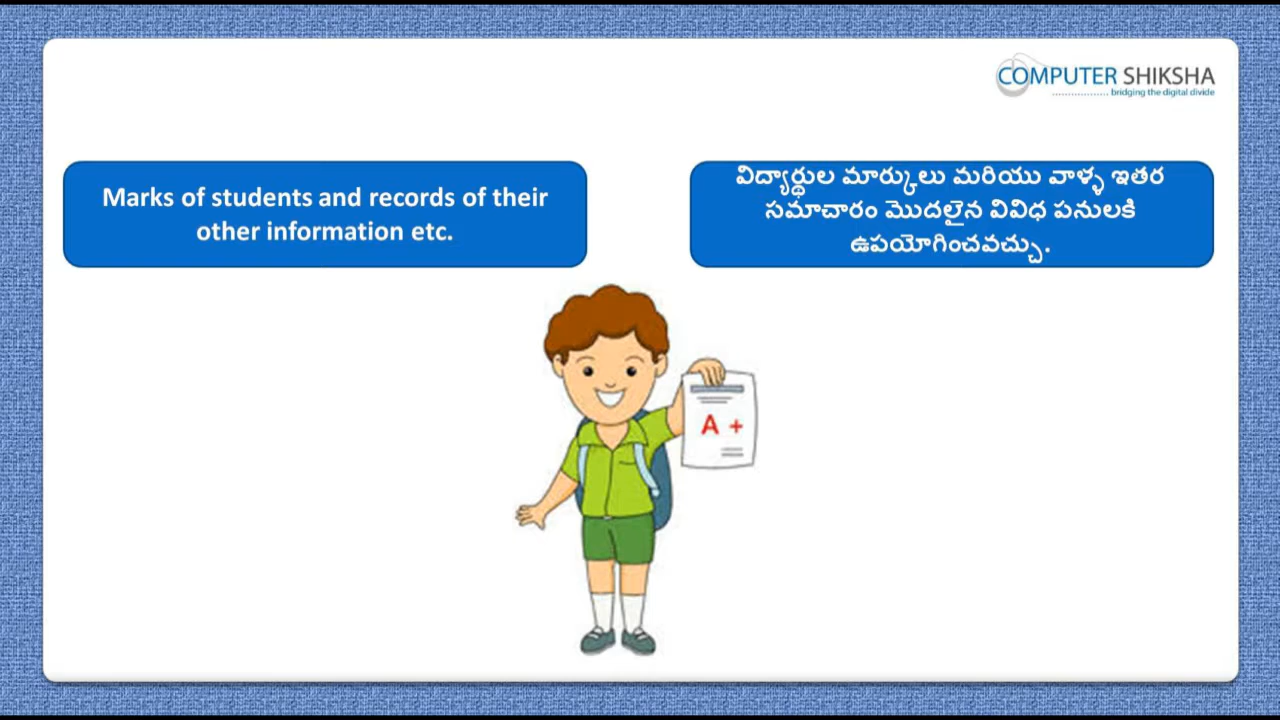 COMPUTER SHIKSHA
.................. bridging the digital divide
Marks of students and records of their
other information etc.
విద్యార్థుల మార్కులు మరియు వాళ్ళ ఇతర
సమాచారం మొదలైన వివిధ పనులకి
ఉపయోగించవచ్చు.
A +